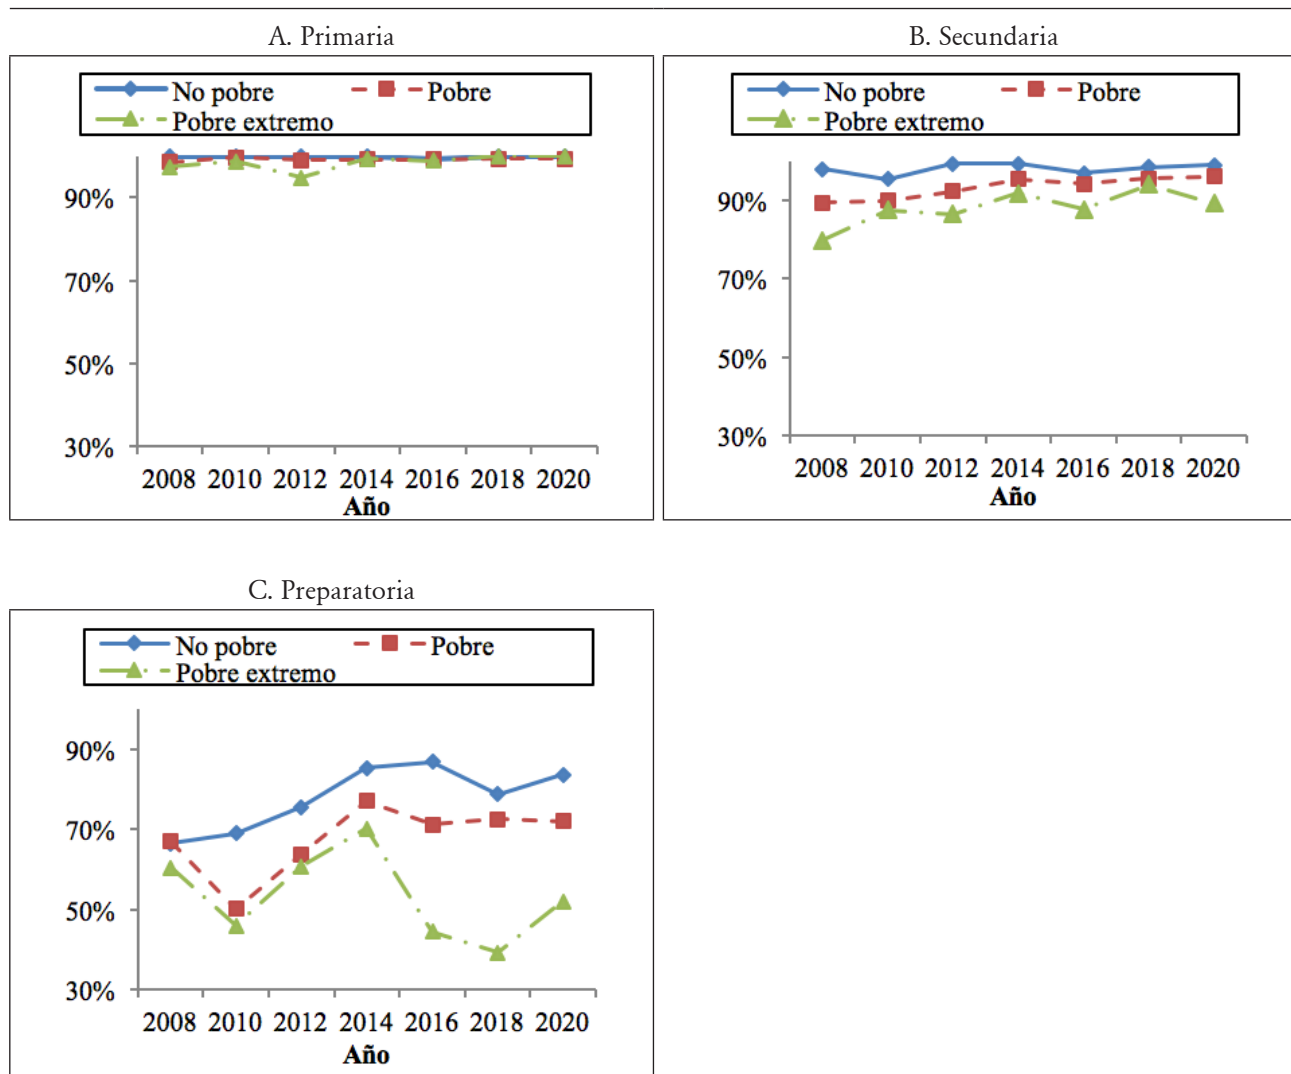 A. Primaria
No pobre
Pobre
Pobre extremo
90%
70%
50%
30%
2008 2010 2012 2014 2016 2018 2020
Año
B. Secundaria
No pobre
Pobre
Pobre extremo
90%
70%
50%
30%
2008 2010 2012 2014 2016 2018 2020
Año
C. Preparatoria
No pobre
Pobre
Pobre extremo
90%
70%
50%
30%
2008 2010 2012 2014 2016 2018 2020
Año